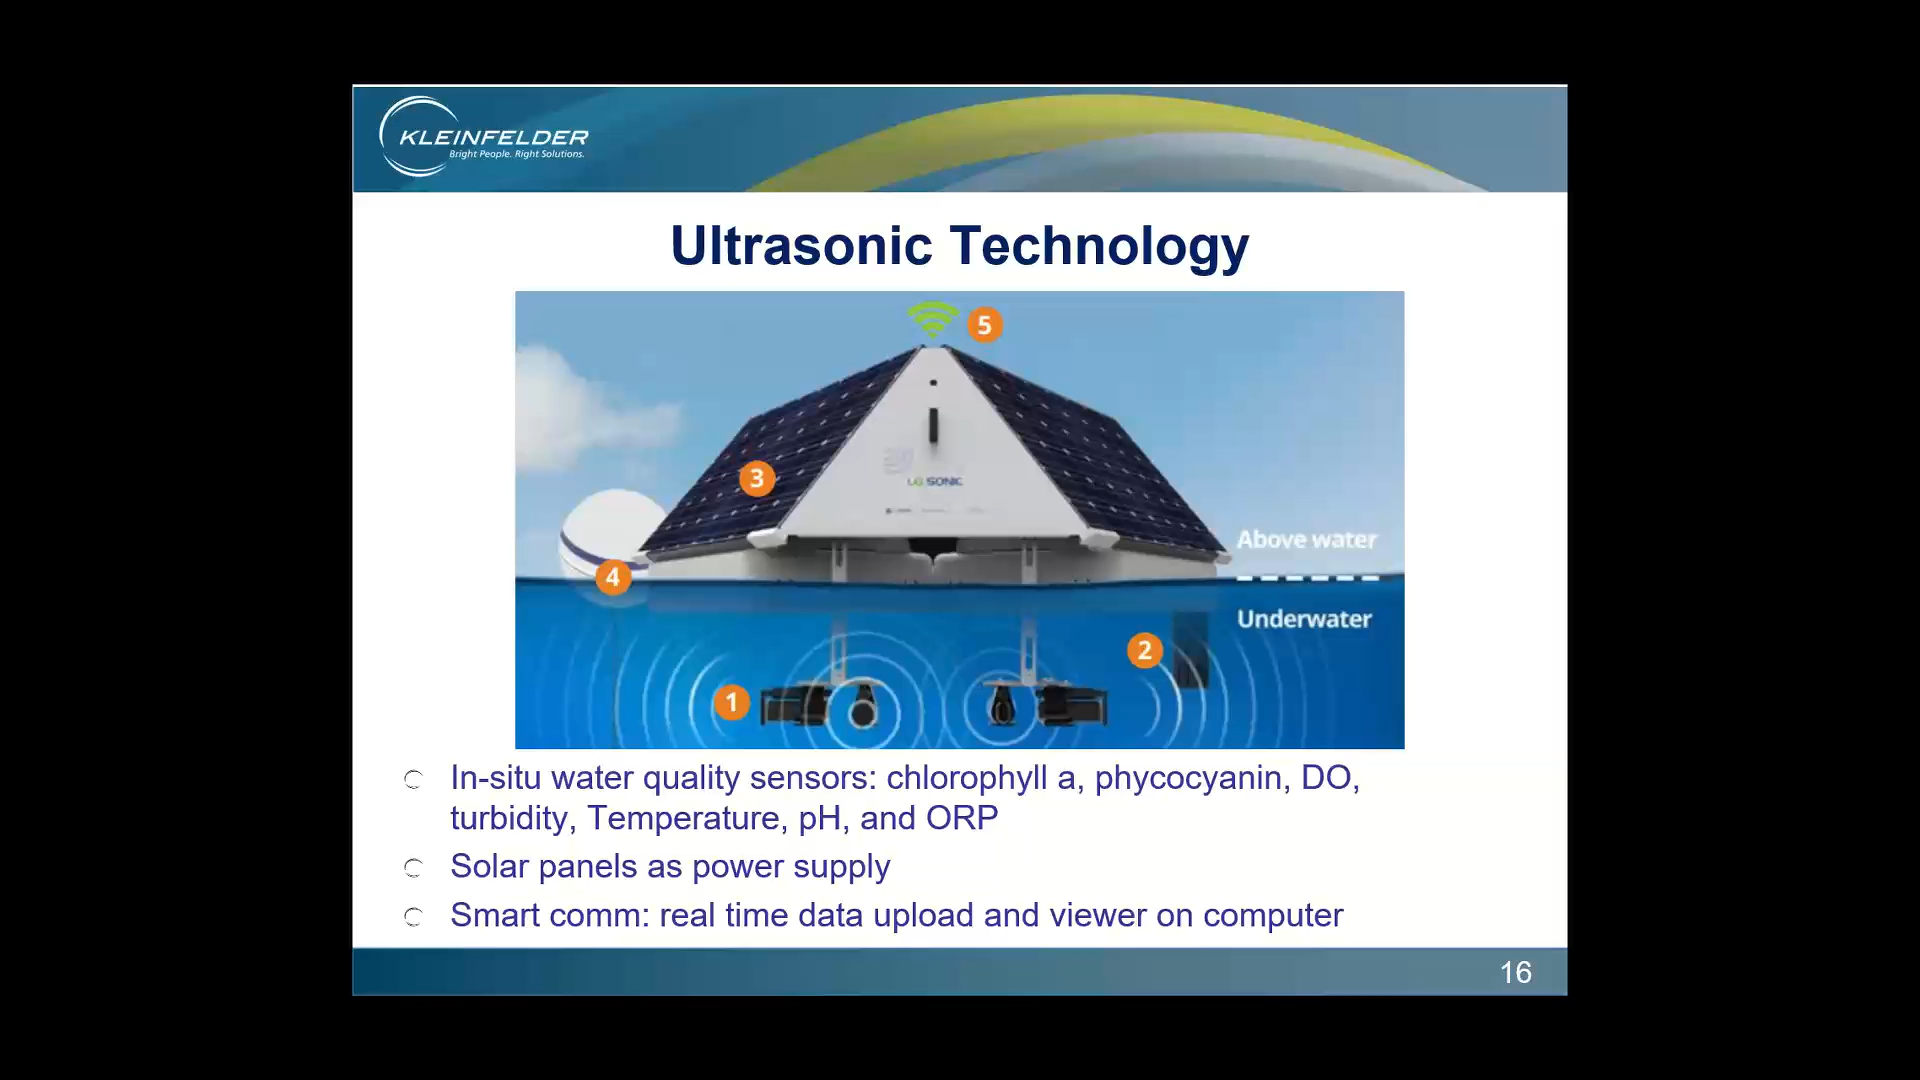 KLEINFELDER
Bright People. Right Solutions.
Ultrasonic Technology
5
3
LG SONIC
Above water
4
Underwater
2
1
In-situ water quality sensors: chlorophyll a, phycocyanin, DO,
turbidity, Temperature, pH, and ORP
Solar panels as power supply
Smart comm: real time data upload and viewer on computer
16